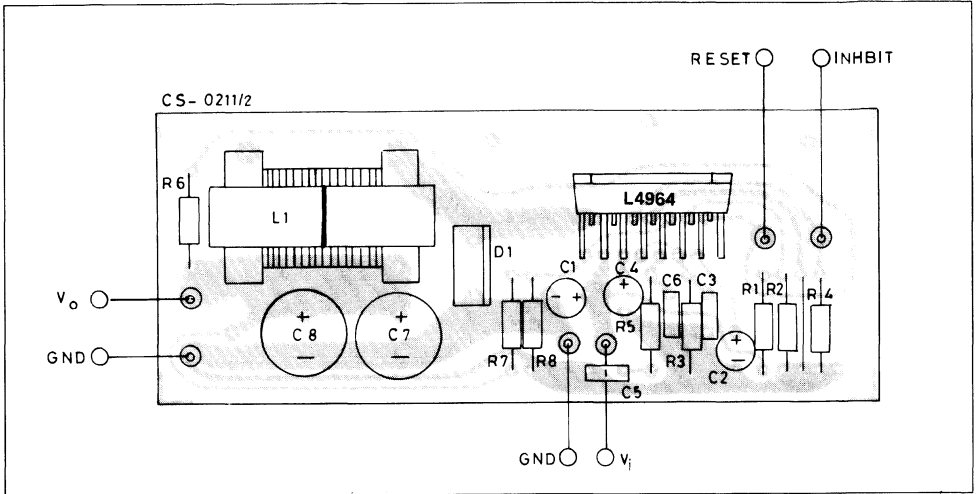 RESET INHBIT
CS- 0211/2
R6
L1
L4964
D1
C1
C4
C6 C3
Vo
+
C8
−
+
C7
−
- +
+
R5
R1 R2
R4
GND
R7 R8
R3
+
−
C2
C5
GND Vi